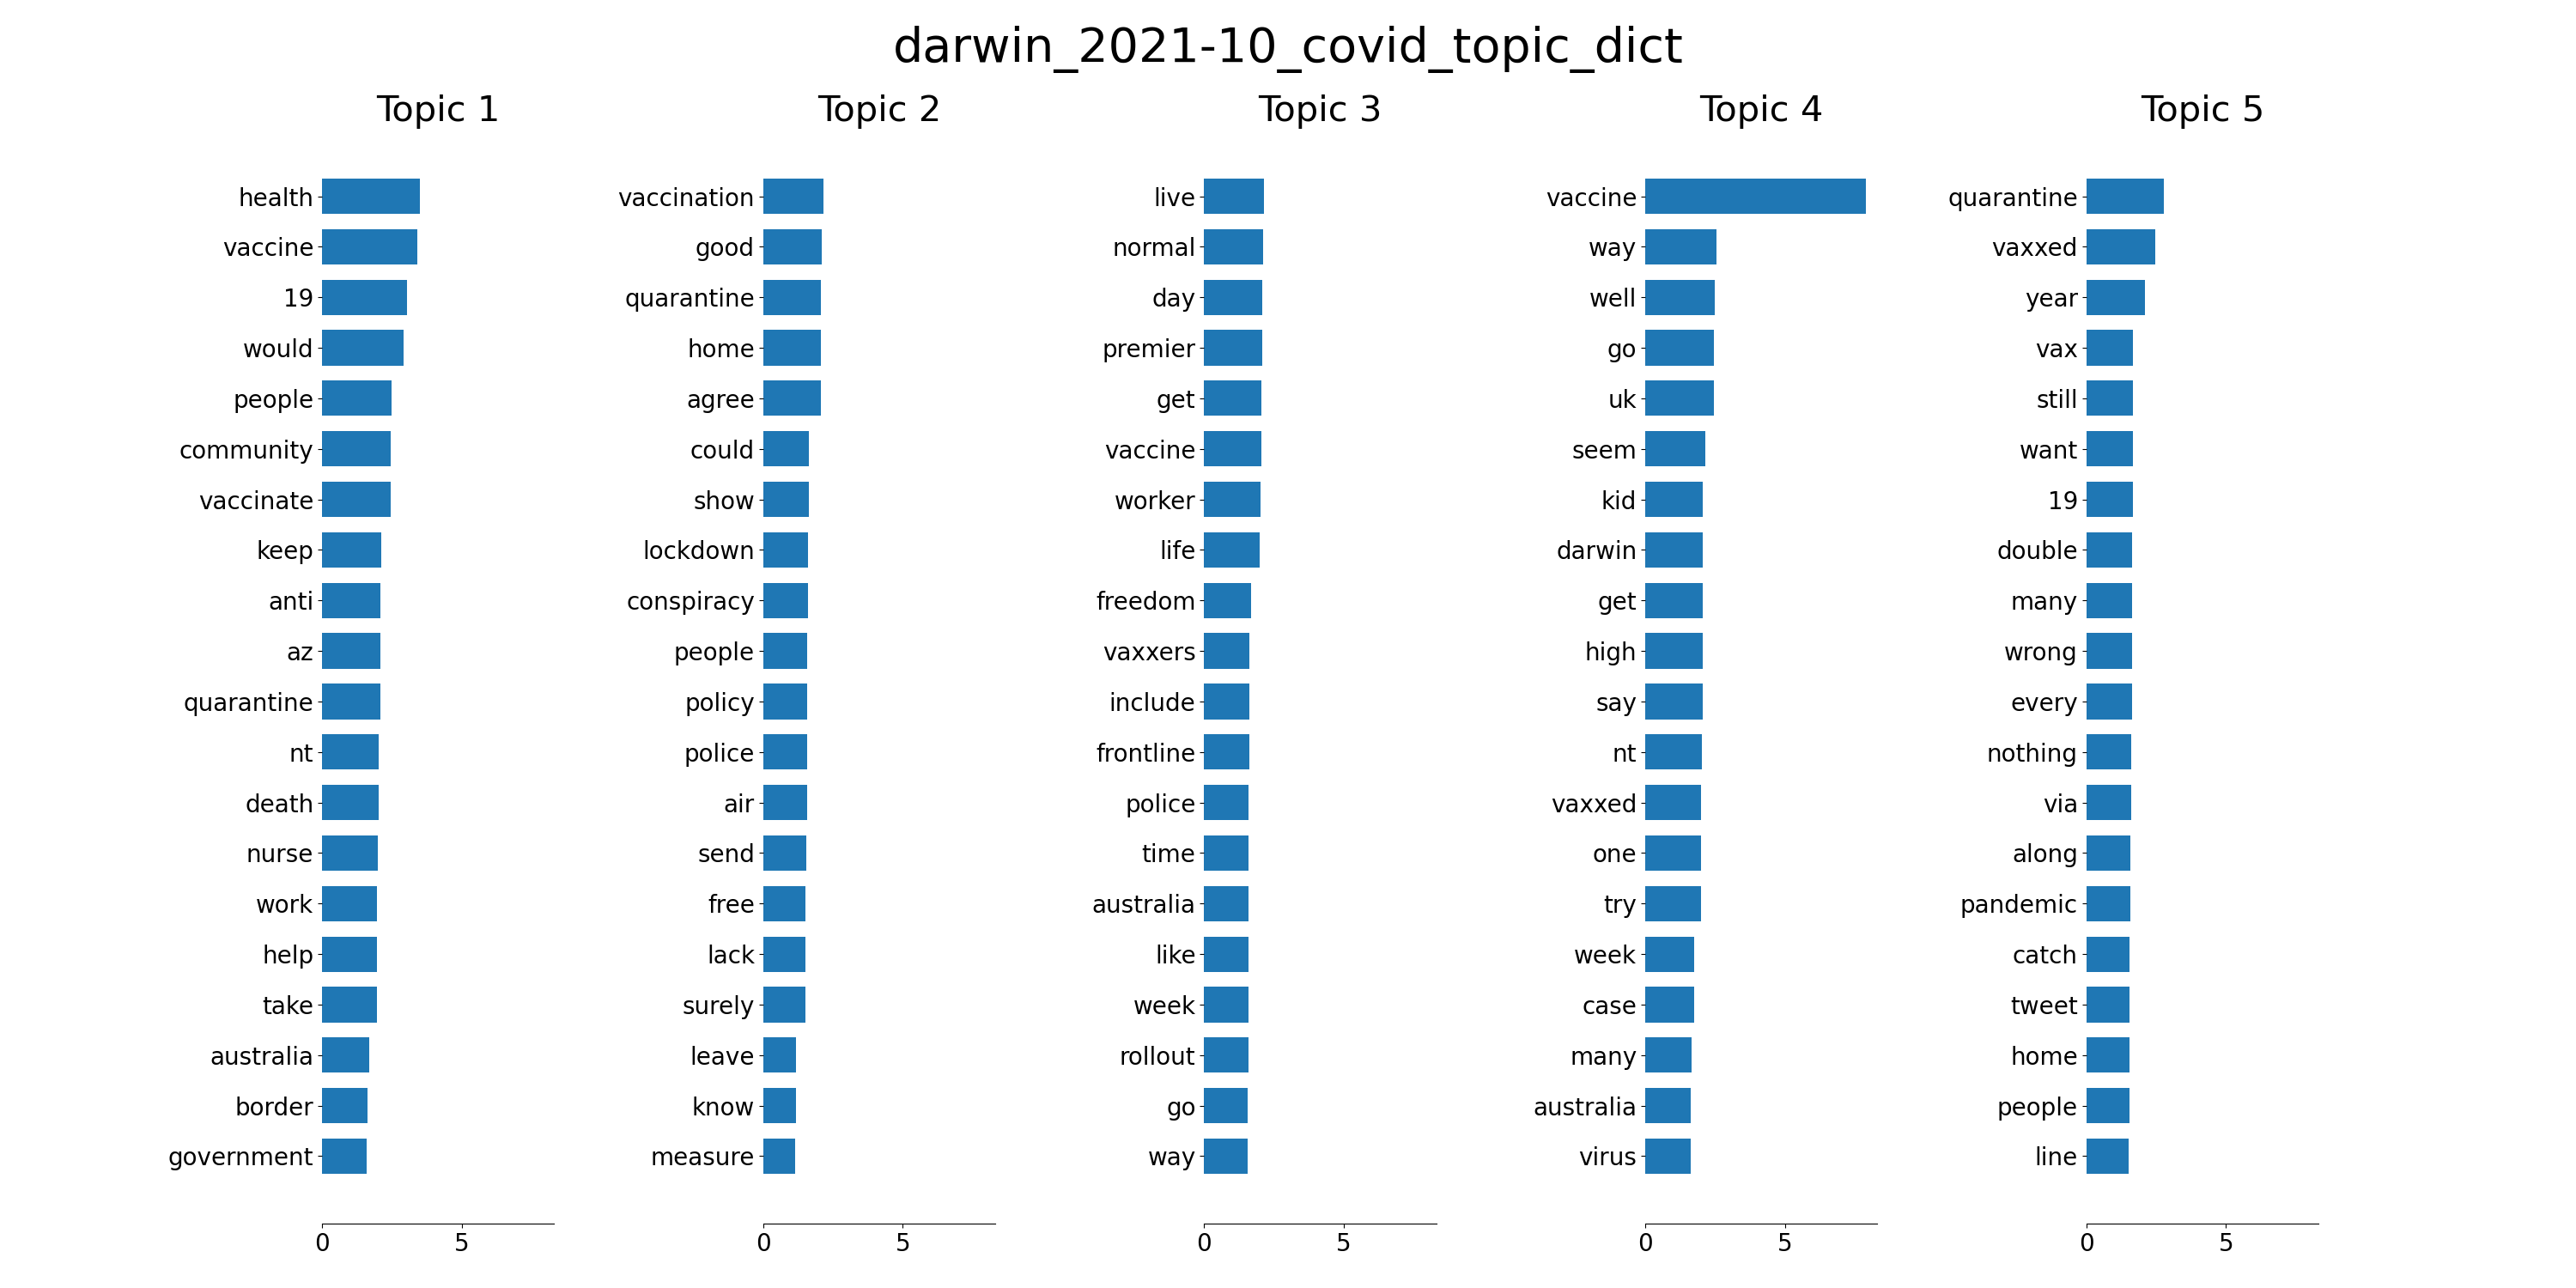 darwin_2021-10_covid_topic_dict
Topic 1
health
vaccine
19
would
people
community
vaccinate
keep
anti
az
quarantine
nt
death
nurse
work
help
take
australia
border
government
0 5
Topic 2
vaccination
good
quarantine
home
agree
could
show
lockdown
conspiracy
people
policy
police
air
send
free
lack
surely
leave
know
measure
0 5
Topic 3
live
normal
day
premier
get
vaccine
worker
life
freedom
vaxxers
include
frontline
police
time
australia
like
week
rollout
go
way
0 5
Topic 4
vaccine
way
well
go
uk
seem
kid
darwin
get
high
say
nt
vaxxed
one
try
week
case
many
australia
virus
0 5
Topic 5
quarantine
vaxxed
year
vax
still
want
19
double
many
wrong
every
nothing
via
along
pandemic
catch
tweet
home
people
line
0 5